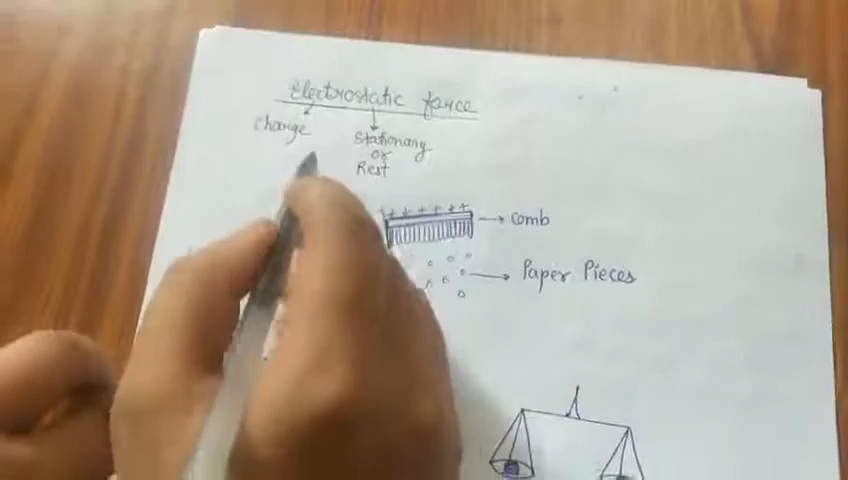 Electrostatic force
charge
Stationary
or
Rest
+ + + + + +
Comb
Paper Pieces